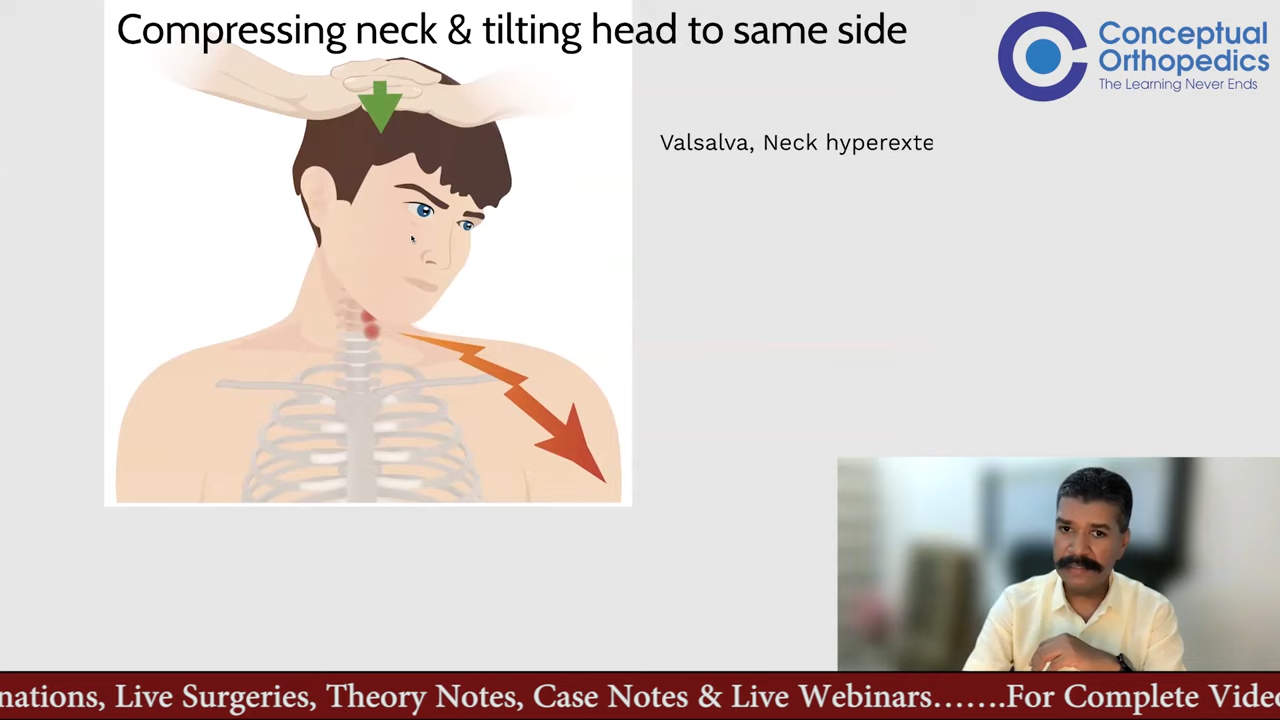 Compressing neck & tilting head to same side
Conceptual
Orthopedics
The Learning Never Ends
Valsalva, Neck hyperexte
nations, Live Surgeries, Theory Notes, Case Notes & Live Webinars.......For Complete Vide